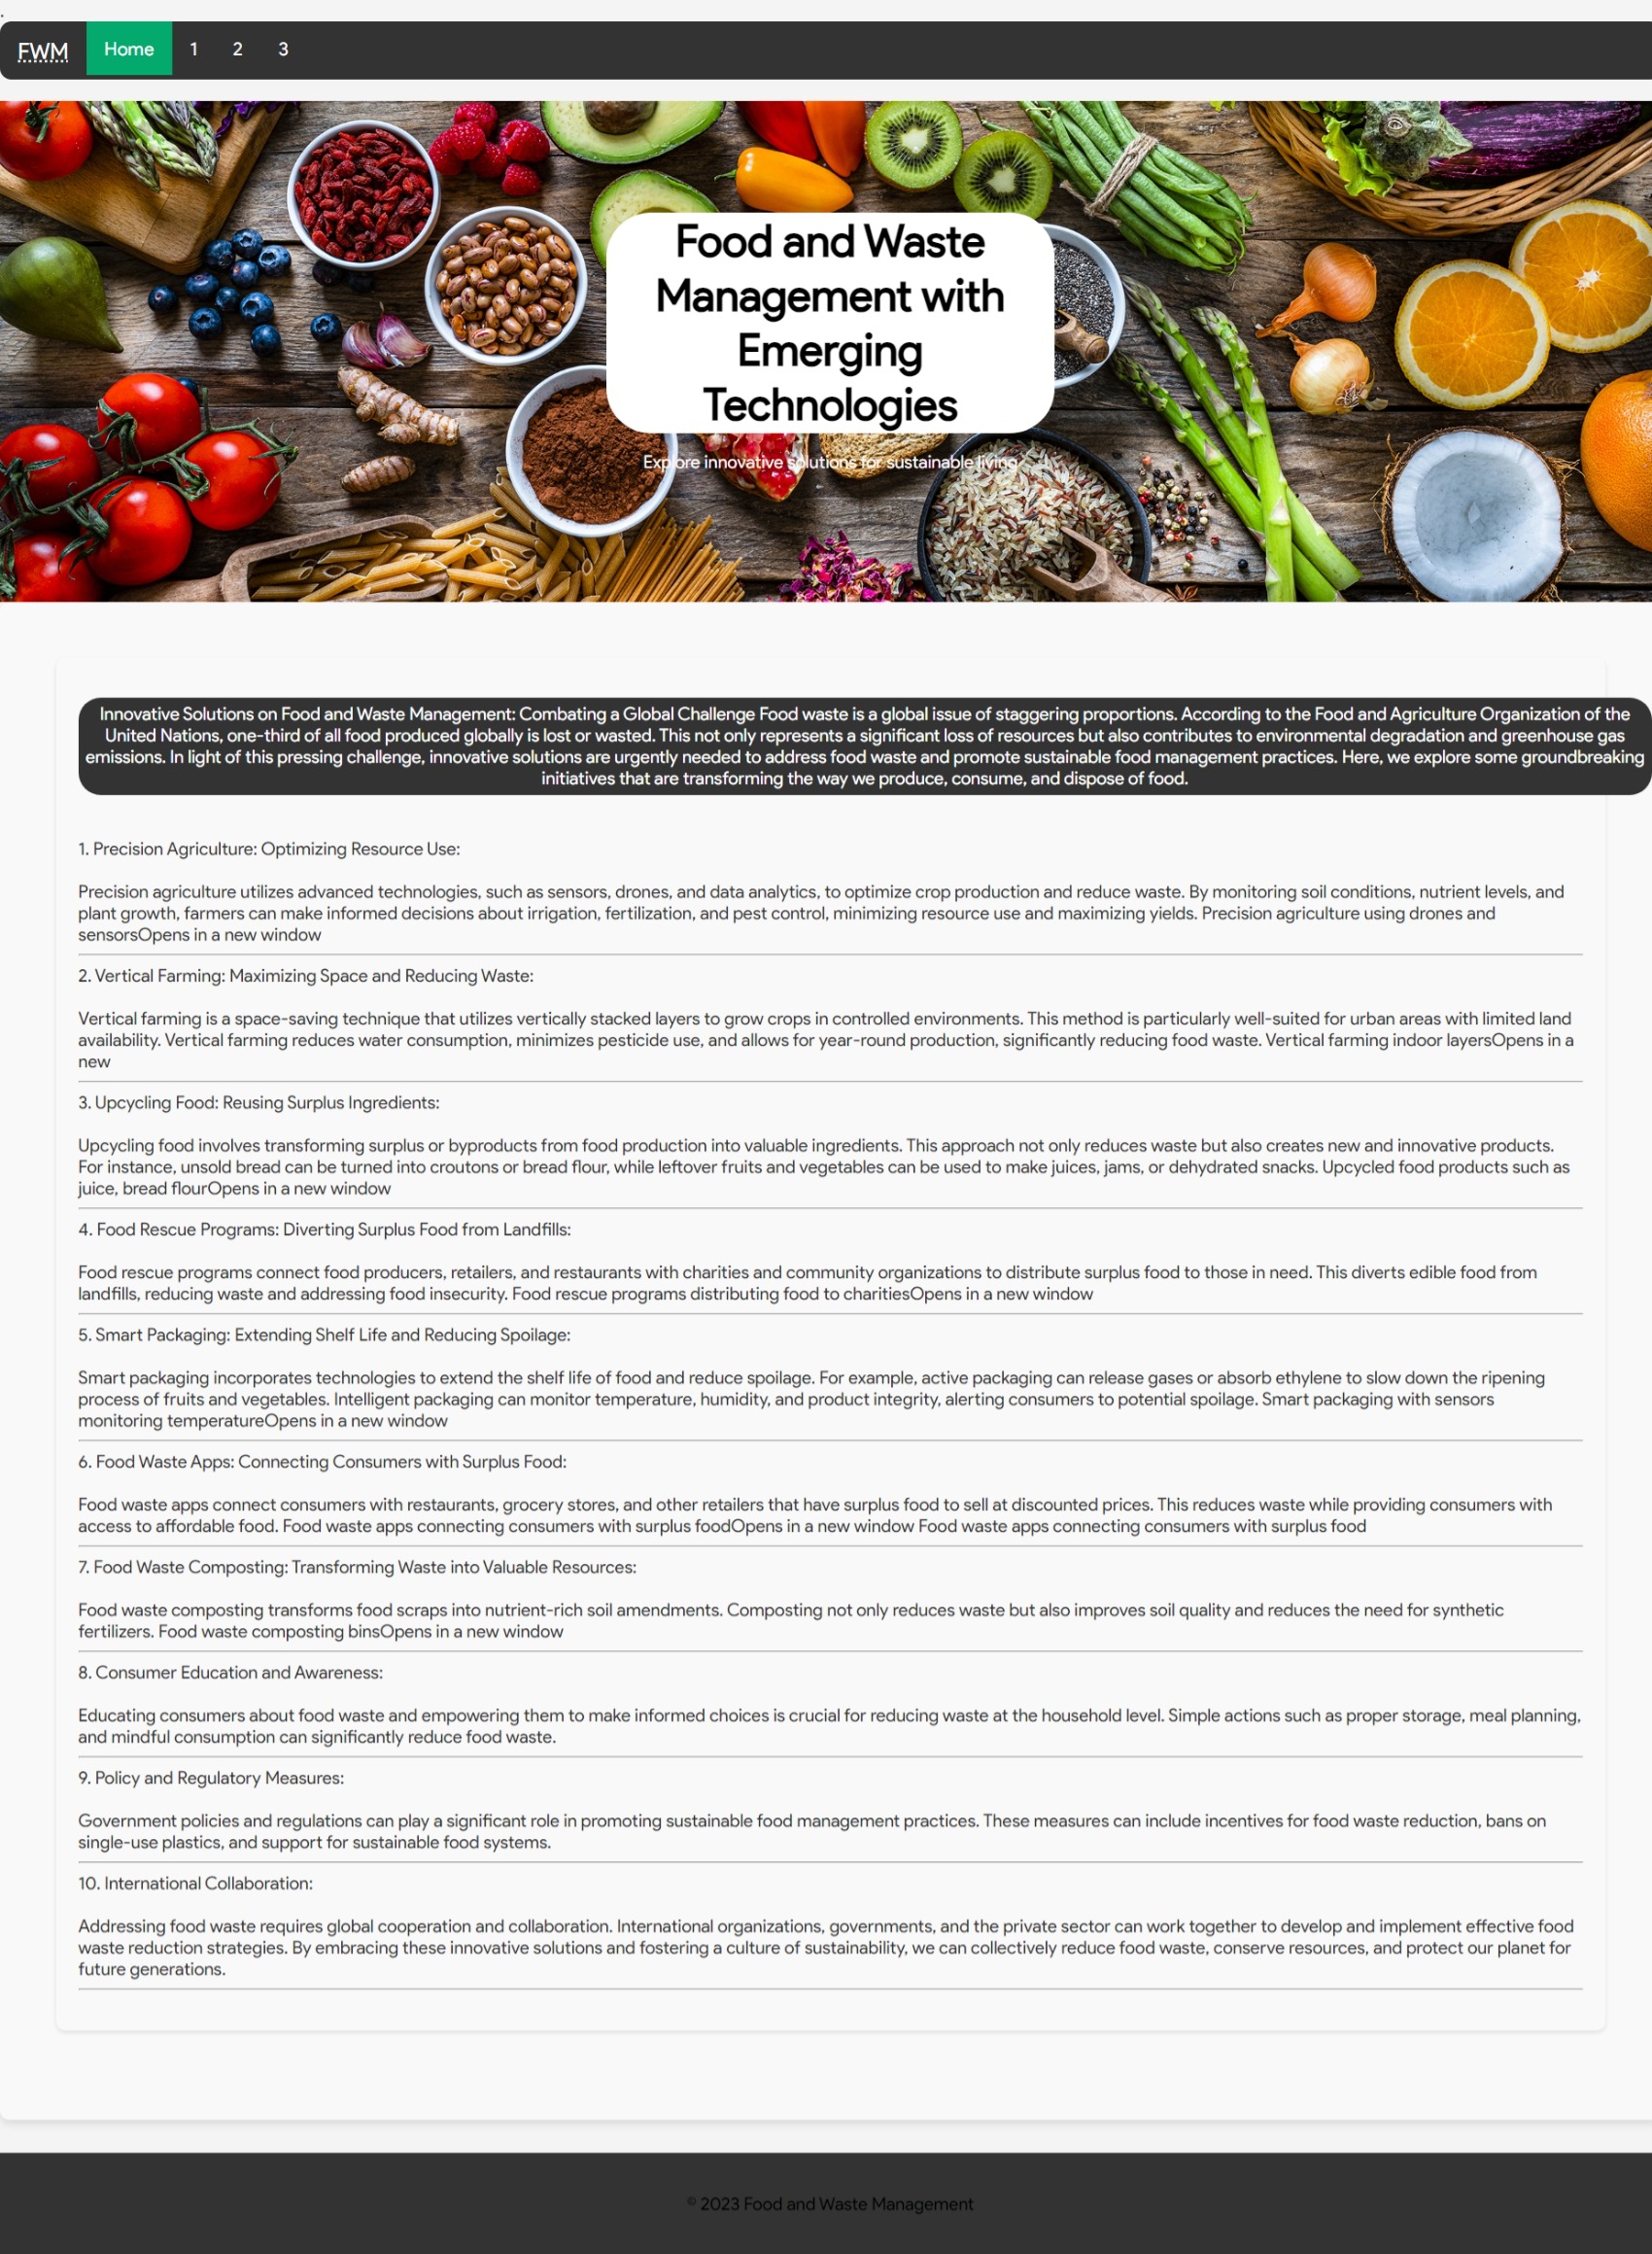 FWM Home 1 2 3
Food and Waste
Management with
Emerging
Technologies
Explore innovative solutions for sustainable living
Innovative Solutions on Food and Waste Management: Combating a Global Challenge Food waste is a global issue of staggering proportions. According to the Food and Agriculture Organization of the
United Nations, one-third of all food produced globally is lost or wasted. This not only represents a significant loss of resources but also contributes to environmental degradation and greenhouse gas
emissions. In light of this pressing challenge, innovative solutions are urgently needed to address food waste and promote sustainable food management practices. Here, we explore some groundbreaking
initiatives that are transforming the way we produce, consume, and dispose of food.
1. Precision Agriculture: Optimizing Resource Use:
Precision agriculture utilizes advanced technologies, such as sensors, drones, and data analytics, to optimize crop production and reduce waste. By monitoring soil conditions, nutrient levels, and
plant growth, farmers can make informed decisions about irrigation, fertilization, and pest control, minimizing resource use and maximizing yields. Precision agriculture using drones and
sensorsOpens in a new window
2. Vertical Farming: Maximizing Space and Reducing Waste:
Vertical farming is a space-saving technique that utilizes vertically stacked layers to grow crops in controlled environments. This method is particularly well-suited for urban areas with limited land
availability. Vertical farming reduces water consumption, minimizes pesticide use, and allows for year-round production, significantly reducing food waste. Vertical farming indoor layersOpens in a
new
3. Upcycling Food: Reusing Surplus Ingredients:
Upcycling food involves transforming surplus or byproducts from food production into valuable ingredients. This approach not only reduces waste but also creates new and innovative products.
For instance, unsold bread can be turned into croutons or bread flour, while leftover fruits and vegetables can be used to make juices, jams, or dehydrated snacks. Upcycled food products such as
juice, bread flourOpens in a new window
4. Food Rescue Programs: Diverting Surplus Food from Landfills:
Food rescue programs connect food producers, retailers, and restaurants with charities and community organizations to distribute surplus food to those in need. This diverts edible food from
landfills, reducing waste and addressing food insecurity. Food rescue programs distributing food to charitiesOpens in a new window
5. Smart Packaging: Extending Shelf Life and Reducing Spoilage:
Smart packaging incorporates technologies to extend the shelf life of food and reduce spoilage. For example, active packaging can release gases or absorb ethylene to slow down the ripening
process of fruits and vegetables. Intelligent packaging can monitor temperature, humidity, and product integrity, alerting consumers to potential spoilage. Smart packaging with sensors
monitoring temperatureOpens in a new window
6. Food Waste Apps: Connecting Consumers with Surplus Food:
Food waste apps connect consumers with restaurants, grocery stores, and other retailers that have surplus food to sell at discounted prices. This reduces waste while providing consumers with
access to affordable food. Food waste apps connecting consumers with surplus foodOpens in a new window Food waste apps connecting consumers with surplus food
7. Food Waste Composting: Transforming Waste into Valuable Resources:
Food waste composting transforms food scraps into nutrient-rich soil amendments. Composting not only reduces waste but also improves soil quality and reduces the need for synthetic
fertilizers. Food waste composting binsOpens in a new window
8. Consumer Education and Awareness:
Educating consumers about food waste and empowering them to make informed choices is crucial for reducing waste at the household level. Simple actions such as proper storage, meal planning,
and mindful consumption can significantly reduce food waste.
9. Policy and Regulatory Measures:
Government policies and regulations can play a significant role in promoting sustainable food management practices. These measures can include incentives for food waste reduction, bans on
single-use plastics, and support for sustainable food systems.
10. International Collaboration:
Addressing food waste requires global cooperation and collaboration. International organizations, governments, and the private sector can work together to develop and implement effective food
waste reduction strategies. By embracing these innovative solutions and fostering a culture of sustainability, we can collectively reduce food waste, conserve resources, and protect our planet for
future generations.
© 2023 Food and Waste Management